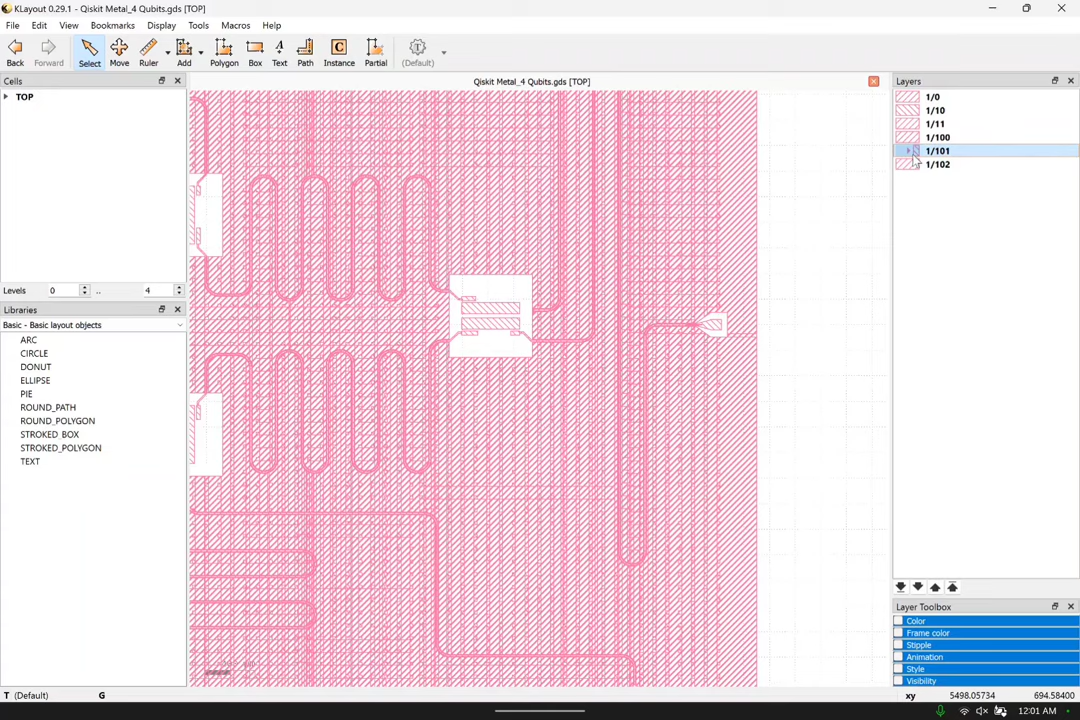 KLayout 0.29.1 - Qiskit Metal_4 Qubits.gds [TOP]
File Edit View Bookmarks Display Tools Macros Help
Back Forward Select Move Ruler Add Polygon Box Text Path Instance Partial (Default)
Cells
TOP
Levels 0 .. 4
Libraries
Basic - Basic layout objects
ARC
CIRCLE
DONUT
ELLIPSE
PIE
ROUND_PATH
ROUND_POLYGON
STROKED_BOX
STROKED_POLYGON
TEXT
Qiskit Metal_4 Qubits.gds [TOP]
Layers
1/0
1/10
1/11
1/100
1/101
1/102
Layer Toolbox
Color
Frame color
Stipple
Animation
Style
Visibility
T (Default) G xy 5498.05734 694.58400
12:01 AM